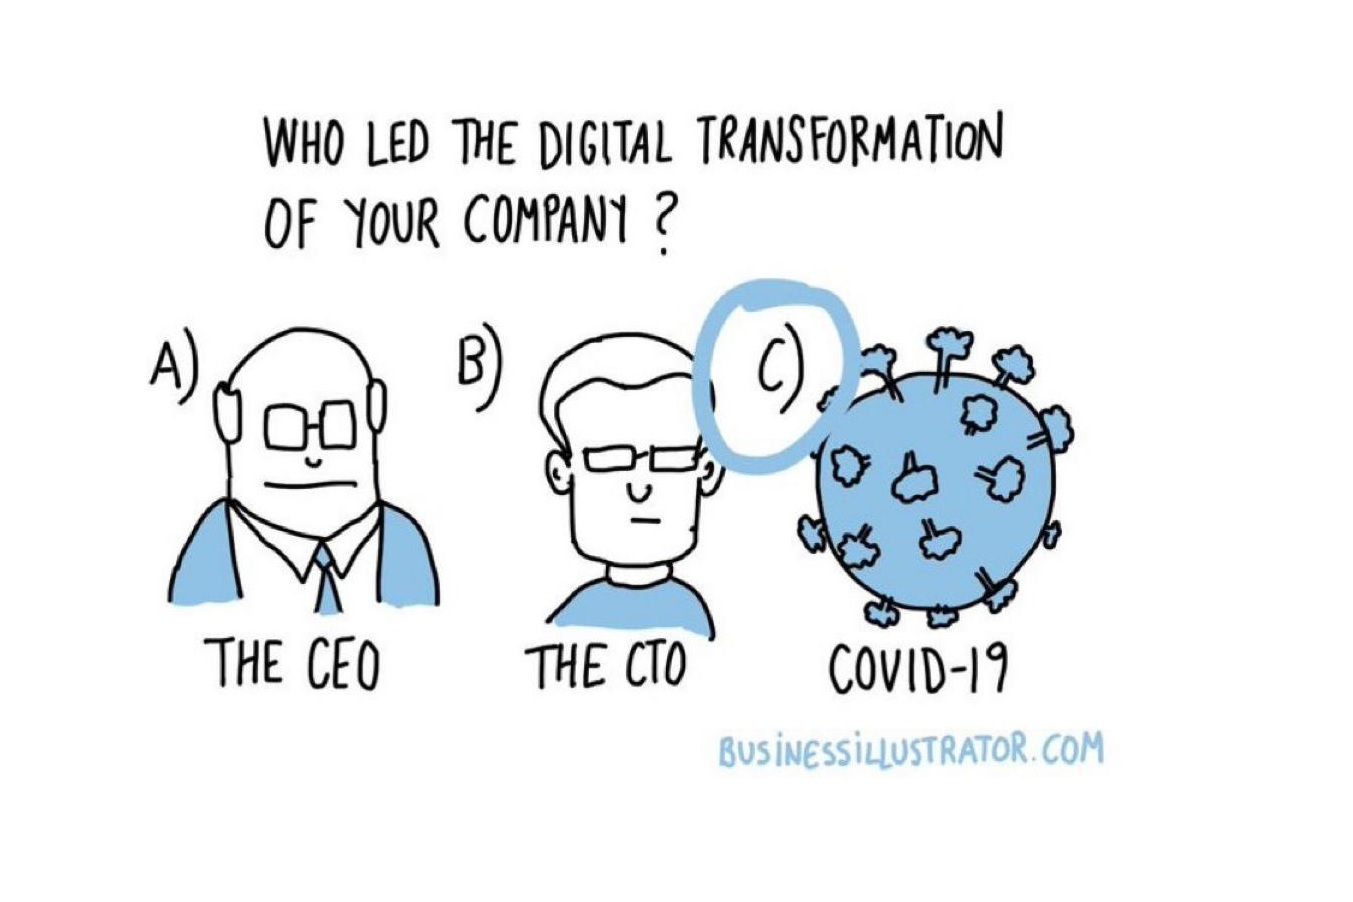 WHO LED THE DIGITAL TRANSFORMATION
OF YOUR COMPANY ?
A)
B)
C)
THE CEO
THE CTO
COVID-19
BUSINESSILLUSTRATOR.COM